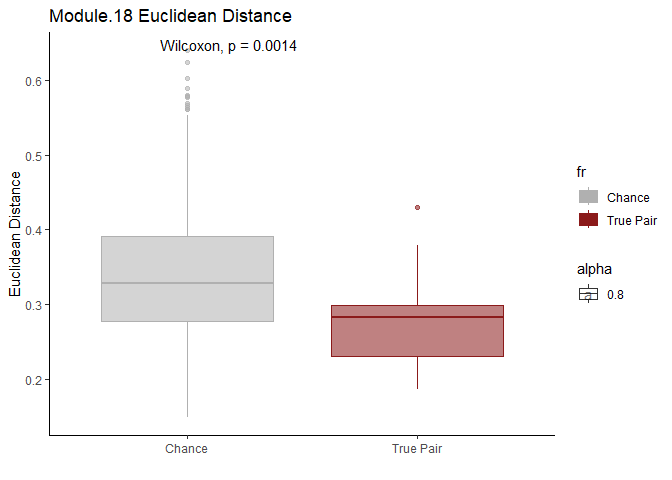 Module.18 Euclidean Distance
Wilcoxon, p = 0.0014
0.6
0.5
0.4
0.3
0.2
Euclidean Distance
Chance
True Pair
fr
Chance
True Pair
alpha
a
0.8